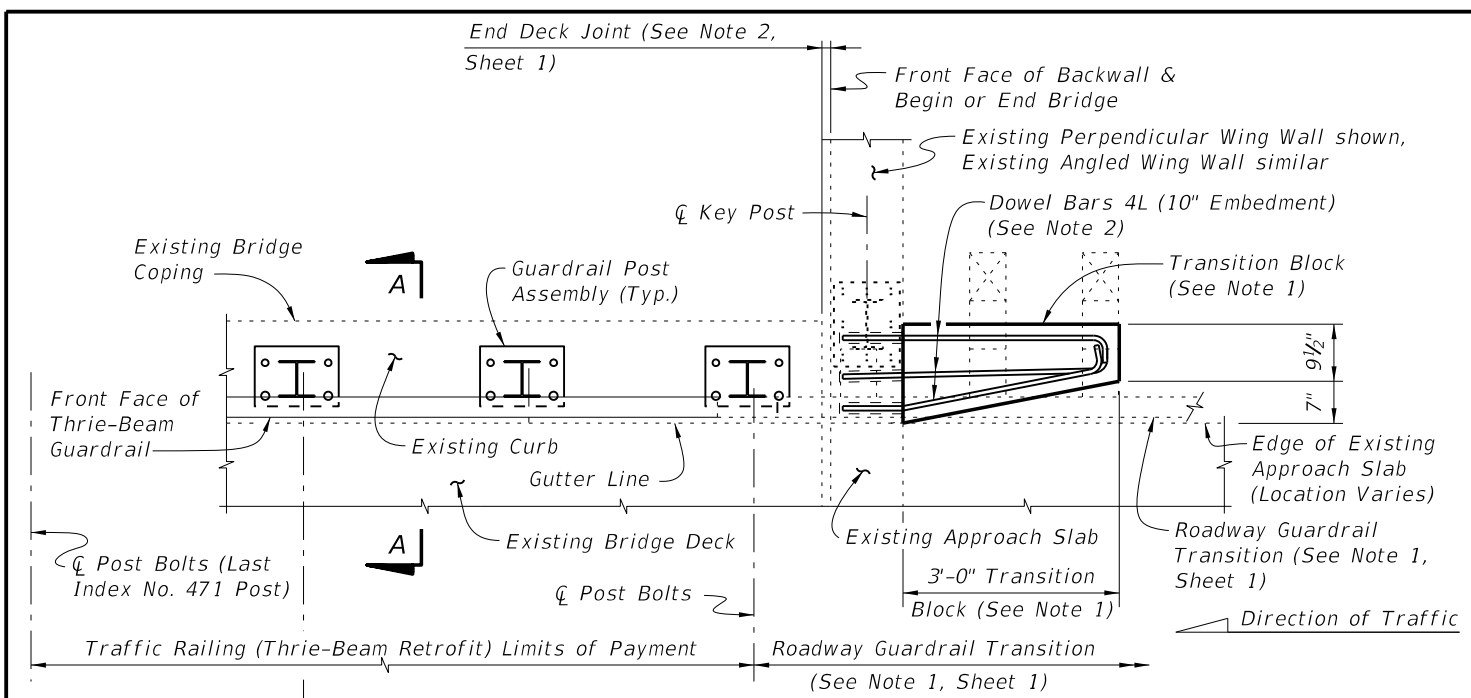 End Deck Joint (See Note 2,
Sheet 1)
Front Face of Backwall &
Begin or End Bridge
Existing Perpendicular Wing Wall shown,
Existing Angled Wing Wall similar
℄ Key Post
Dowel Bars 4L (10" Embedment)
(See Note 2)
Existing Bridge
Coping
A
Guardrail Post
Assembly (Typ.)
Transition Block
(See Note 1)
9½"
7"
Front Face of
Thrie-Beam
Guardrail
Existing Curb
Gutter Line
Edge of Existing
Approach Slab
(Location Varies)
A
Existing Bridge Deck
Existing Approach Slab
Roadway Guardrail
Transition (See Note 1,
Sheet 1)
℄ Post Bolts (Last
Index No. 471 Post)
℄ Post Bolts
3'-0" Transition
Block (See Note 1)
Direction of Traffic
Traffic Railing (Thrie-Beam Retrofit) Limits of Payment
Roadway Guardrail Transition
(See Note 1, Sheet 1)